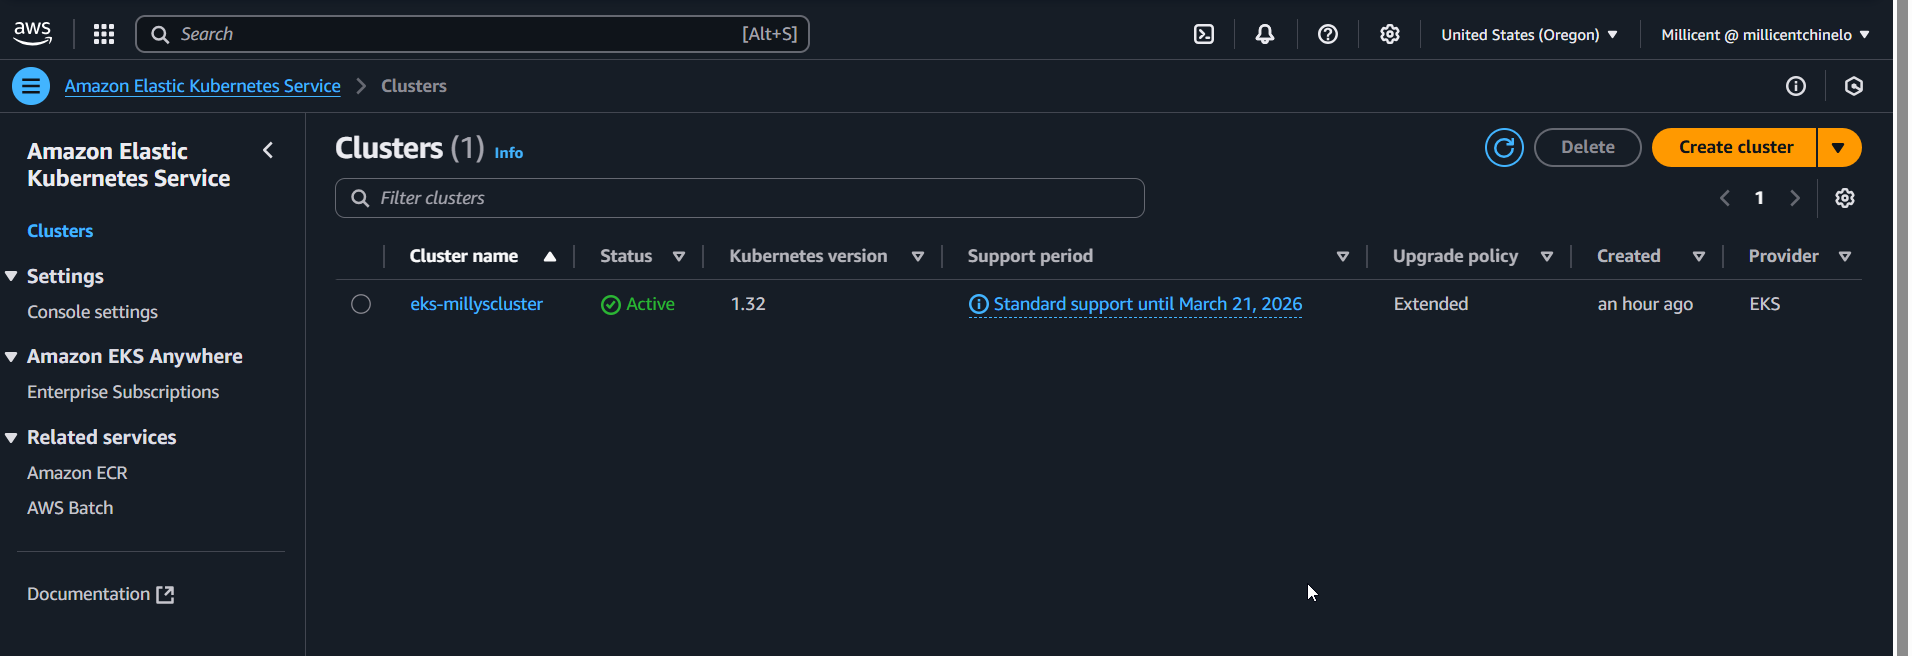 aws
Search [Alt+S] United States (Oregon) Millicent @ millicentchinelo
Amazon Elastic Kubernetes Service > Clusters
Amazon Elastic
Kubernetes Service
Clusters
Settings
Console settings
Amazon EKS Anywhere
Enterprise Subscriptions
Related services
Amazon ECR
AWS Batch
Documentation
Clusters (1) Info Delete Create cluster
Filter clusters 1
Cluster name Status Kubernetes version Support period Upgrade policy Created Provider
eks-millyscluster Active 1.32 Standard support until March 21, 2026 Extended an hour ago EKS